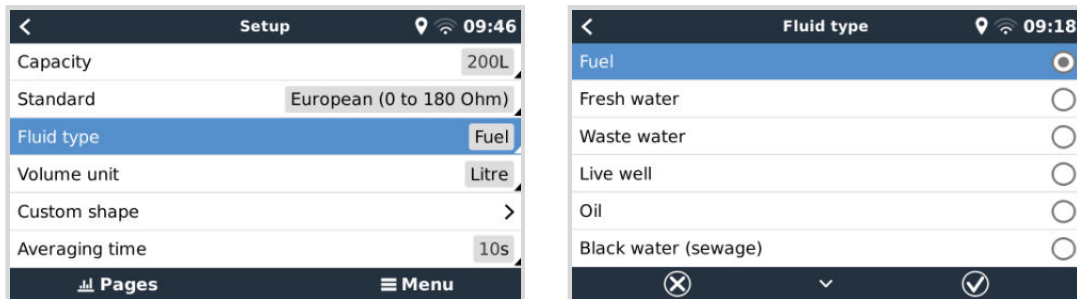 Setup 09:46
Capacity 200L
Standard European (0 to 180 Ohm)
Fluid type Fuel
Volume unit Litre
Custom shape
Averaging time 10s
Pages Menu
Fluid type 09:18
Fuel
Fresh water
Waste water
Live well
Oil
Black water (sewage)